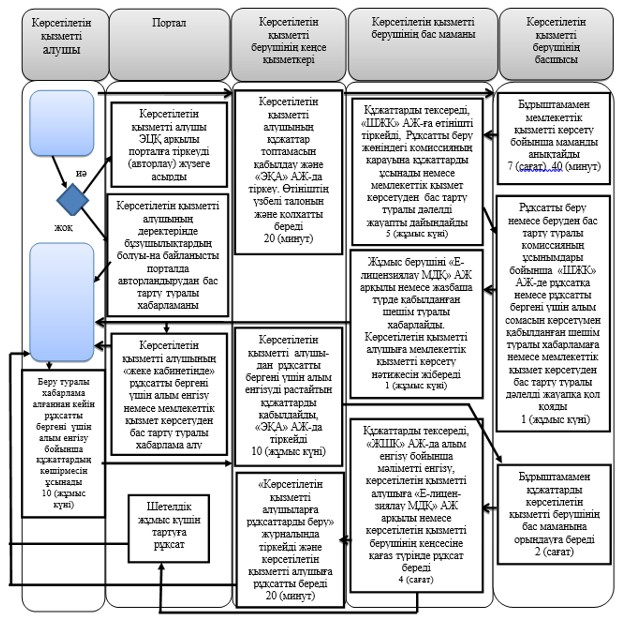 Көрсетілетін
қызметті
алушы
Портал
Көрсетілетін
қызметті
берушінің кеңсе
қызметкері
Көрсетілетін қызметті
берушінің бас маманы
Көрсетілетін
қызметті
берушінің
басшысы
иә
жоқ
Беру туралы
хабарлама
алғаннан кейін
рұқсатты
бергені үшін
алым енгізу
бойынша
құжаттардың
көшірмесін
ұсынады
10 (жұмыс
күні)
Көрсетілетін
қызметті алушы
ЭЦҚ арқылы
порталға тіркеуді
(авторлау) жүзеге
асырды
Көрсетілетін қызметті
алушының
деректерінде
бұзушылықтардың
болуы-на байланысты
порталда
авторландырудан бас
тарту туралы
хабарламаны
Көрсетілетін
қызметті алушының
«жеке кабинетінде»
рұқсатты бергені
үшін алым енгізу
немесе мемлекеттік
қызмет көрсетуден
бас тарту туралы
хабарлама алу
Шетелдік
жұмыс күшін
тартуға
рұқсат
Көрсетілетін
қызметті
алушының
құжаттар
топтамасын
қабылдау және
«ЭҚА» АЖ-да
тіркеу. Өтініштің
үзбелі талонын
және қолхатты
береді
20 (минут)
Көрсетілетін
қызметті алушы-
дан рұқсатты
бергені үшін алым
енгізуді растайтын
құжаттарды
қабылдайды,
«ЭҚА» АЖ-да
тіркейді
10 (жұмыс күні)
«Көрсетілетін
қызметті
алушыларға
рұқсаттарды беру»
журналында
тіркейді және
көрсетілетін
қызметті алушыға
рұқсатты береді
20 (минут)
Құжаттарды тексереді,
«ШЖК» АЖ-ға өтінішті
тіркейді, Рұқсатты беру
жөніндегі комиссияның
қарауына құжаттарды
ұсынады немесе
мемлекеттік қызмет
көрсетуден бас тарту
туралы дәлелді
жауапты дайындайды
5 (жұмыс күні)
Жұмыс берушіні «Е-
лицензиялау МДҚ» АЖ
арқылы немесе жазбаша
түрде қабылданған
шешім туралы
хабарлайды.
Көрсетілетін қызметті
алушыға мемлекеттік
қызметті көрсету
нәтижесін жібереді
1 (жұмыс күні)
Құжаттарды тексереді,
«ЖШК» АЖ-да алым
енгізу бойынша
мәліметті енгізу,
көрсетілетін қызметті
алушыға «Е-лицен-
зиялау МДҚ» АЖ
арқылы немесе
көрсетілетін қызметті
берушінің кеңсесіне
қағаз түрінде рұқсат
береді
4 (сағат)
Бұрыштамамен
мемлекеттік
қызметті көрсету
бойынша маманды
анықтайды
7 (сағат) 40 (минут)
Рұқсатты беру
немесе беруден бас
тарту туралы
комиссияның
ұсынымдары
бойынша «ШЖК»
АЖ-де рұқсатқа
немесе рұқсатты
бергені үшін алым
сомасын көрсетумен
қабылданған шешім
туралы хабарламаға
немесе мемлекеттік
қызмет көрсетуден
бас тарту туралы
дәлелді жауапқа қол
қояды
1 (жұмыс күні)
Бұрыштамамен
құжаттарды
көрсетілетін
қызметті берушінің
бас маманына
орындауға береді
2 (сағат)